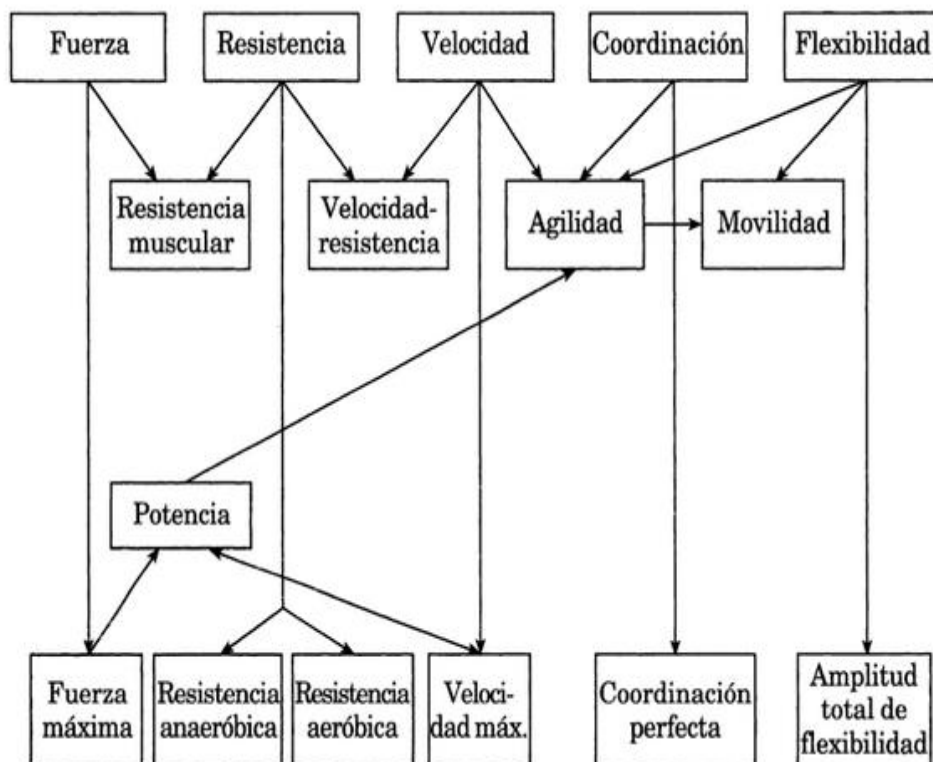 Fuerza
Resistencia
Velocidad
Coordinación
Flexibilidad
Resistencia
muscular
Velocidad-
resistencia
Agilidad
Movilidad
Potencia
Fuerza
máxima
Resistencia
anaeróbica
Resistencia
aeróbica
Veloci-
dad máx.
Coordinación
perfecta
Amplitud
total de
flexibilidad